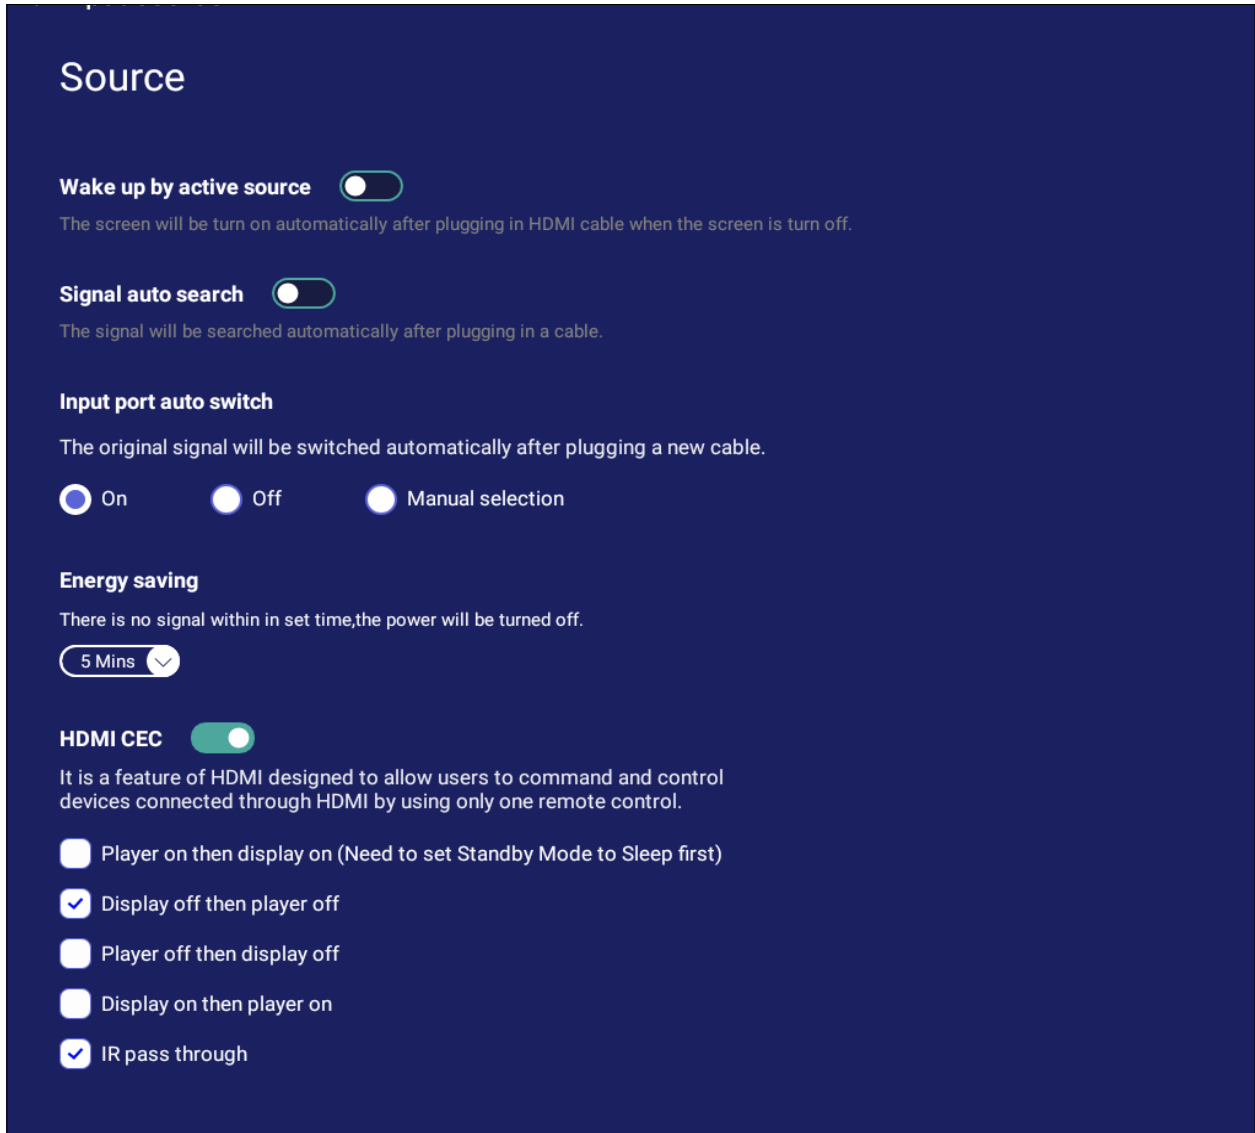 Source
Wake up by active source
The screen will be turn on automatically after plugging in HDMI cable when the screen is turn off.
Signal auto search
The signal will be searched automatically after plugging in a cable.
Input port auto switch
The original signal will be switched automatically after plugging a new cable.
On Off Manual selection
Energy saving
There is no signal within in set time,the power will be turned off.
5 Mins
HDMI CEC
It is a feature of HDMI designed to allow users to command and control
devices connected through HDMI by using only one remote control.
Player on then display on (Need to set Standby Mode to Sleep first)
Display off then player off
Player off then display off
Display on then player on
IR pass through